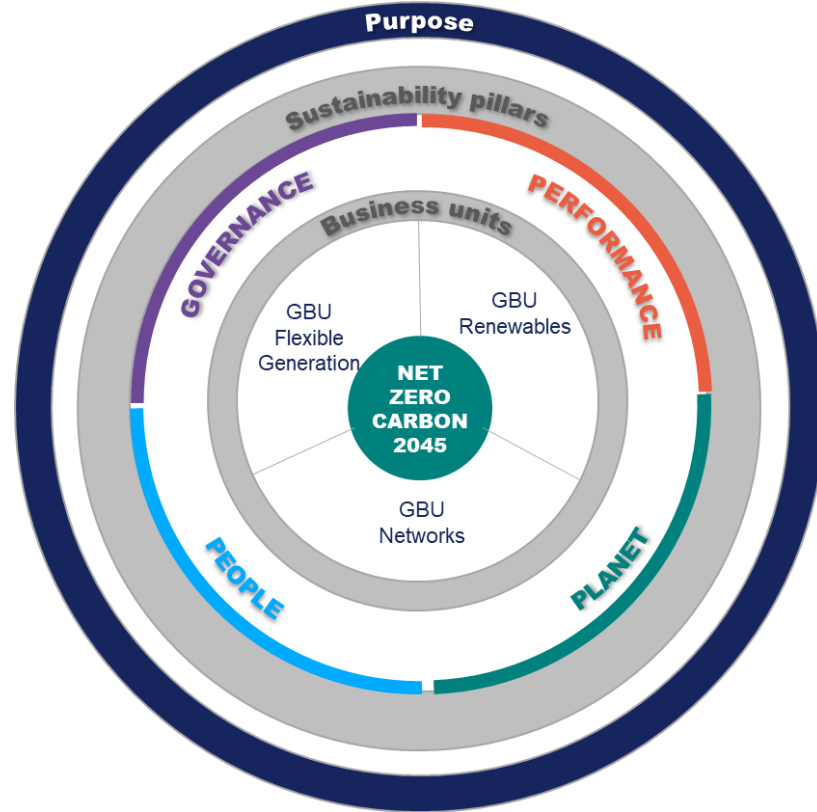 Purpose
Sustainability pillars
GOVERNANCE
PERFORMANCE
Business units
GBU
Flexible
Generation
GBU
Renewables
NET
ZERO
CARBON
2045
GBU
Networks
PEOPLE
PLANET